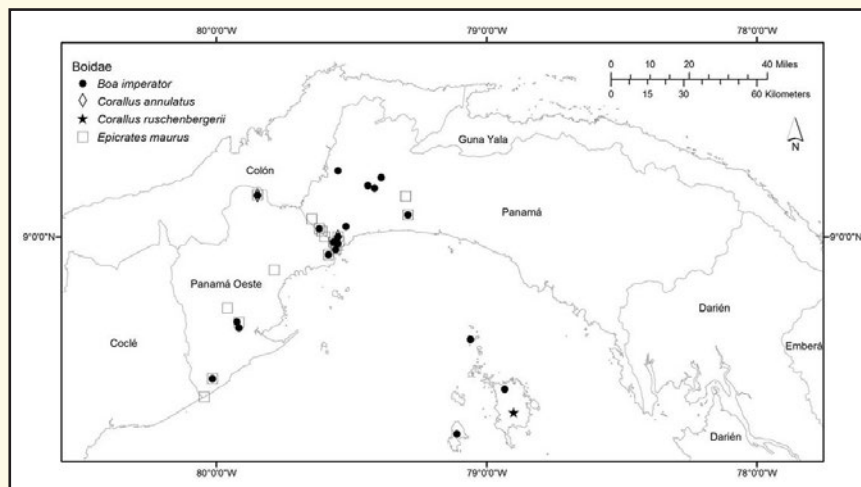 80°0'0"W
79°0'0"W
78°0'0"W
Boidae
Boa imperator
Corallus annulatus
Corallus ruschenbergerii
Epicrates maurus
0 10 20 40 Miles
0 15 30 60 Kilometers
N
Guna Yala
Colón
Panamá
9°0'0"N
9°0'0"N
Panamá Oeste
Darién
Coclé
Emberá
Darién
80°0'0"W
79°0'0"W
78°0'0"W